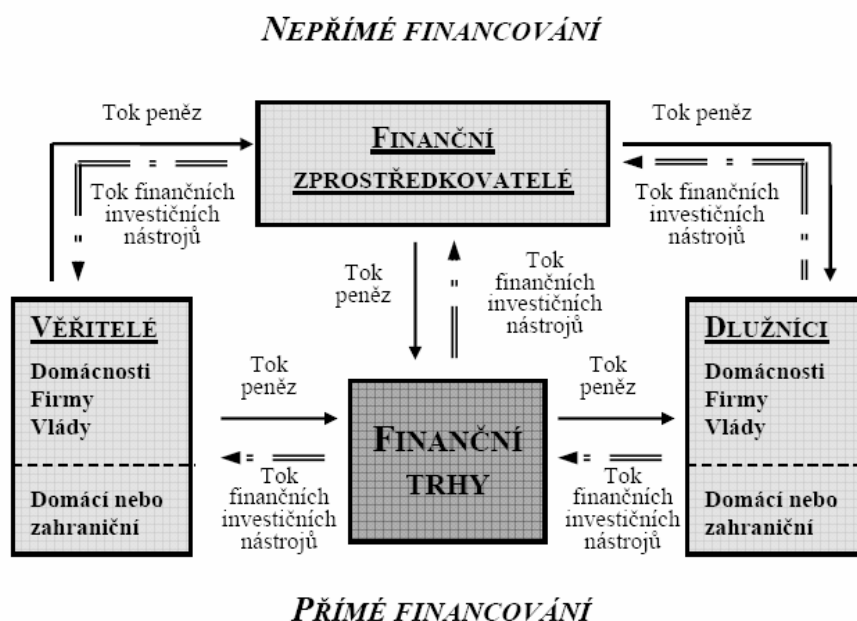 NEPŘÍMÉ FINANCOVÁNÍ
Tok peněz
Tok finančních
investičních
nástrojů
FINANČNÍ
ZPROSTŘEDKOVATELÉ
Tok peněz
Tok finančních
investičních
nástrojů
Tok
peněz
Tok
finančních
investičních
nástrojů
VĚŘITELÉ
Domácnosti
Firmy
Vlády
Domácí nebo
zahraniční
Tok
peněz
Tok
finančních
investičních
nástrojů
FINANČNÍ
TRHY
Tok
peněz
Tok
finančních
investičních
nástrojů
DLUŽNÍCI
Domácnosti
Firmy
Vlády
Domácí nebo
zahraniční
PŘÍMÉ FINANCOVÁNÍ